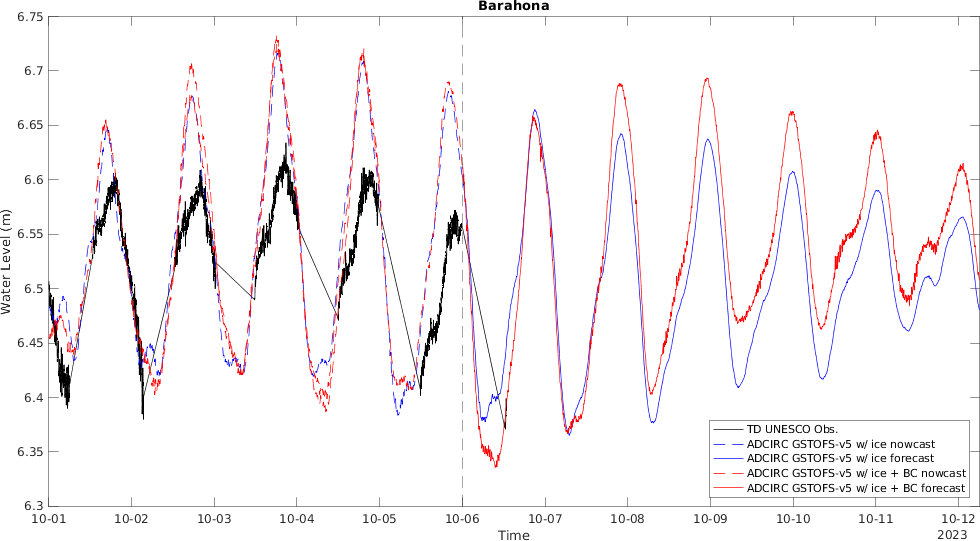 Barahona
6.75
6.7
6.65
6.6
6.55
6.5
6.45
6.4
6.35
6.3
Water Level (m)
10-01 10-02 10-03 10-04 10-05 10-06 10-07 10-08 10-09 10-10 10-11 10-12
Time
2023
TD UNESCO Obs.
ADCIRC GSTOFS-v5 w/ ice nowcast
ADCIRC GSTOFS-v5 w/ ice forecast
ADCIRC GSTOFS-v5 w/ ice + BC nowcast
ADCIRC GSTOFS-v5 w/ ice + BC forecast